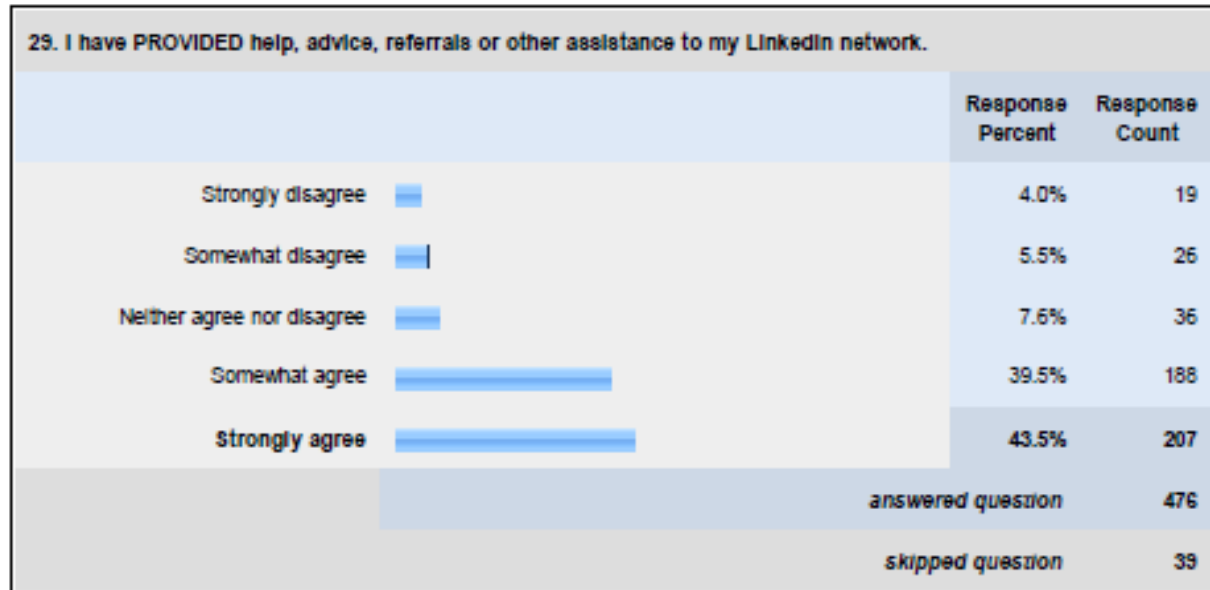 29. I have PROVIDED help, advice, referrals or other assistance to my LinkedIn network.
Response Percent Response Count
Strongly disagree 4.0% 19
Somewhat disagree 5.5% 26
Neither agree nor disagree 7.6% 36
Somewhat agree 39.5% 188
Strongly agree 43.5% 207
answered question 476
skipped question 39